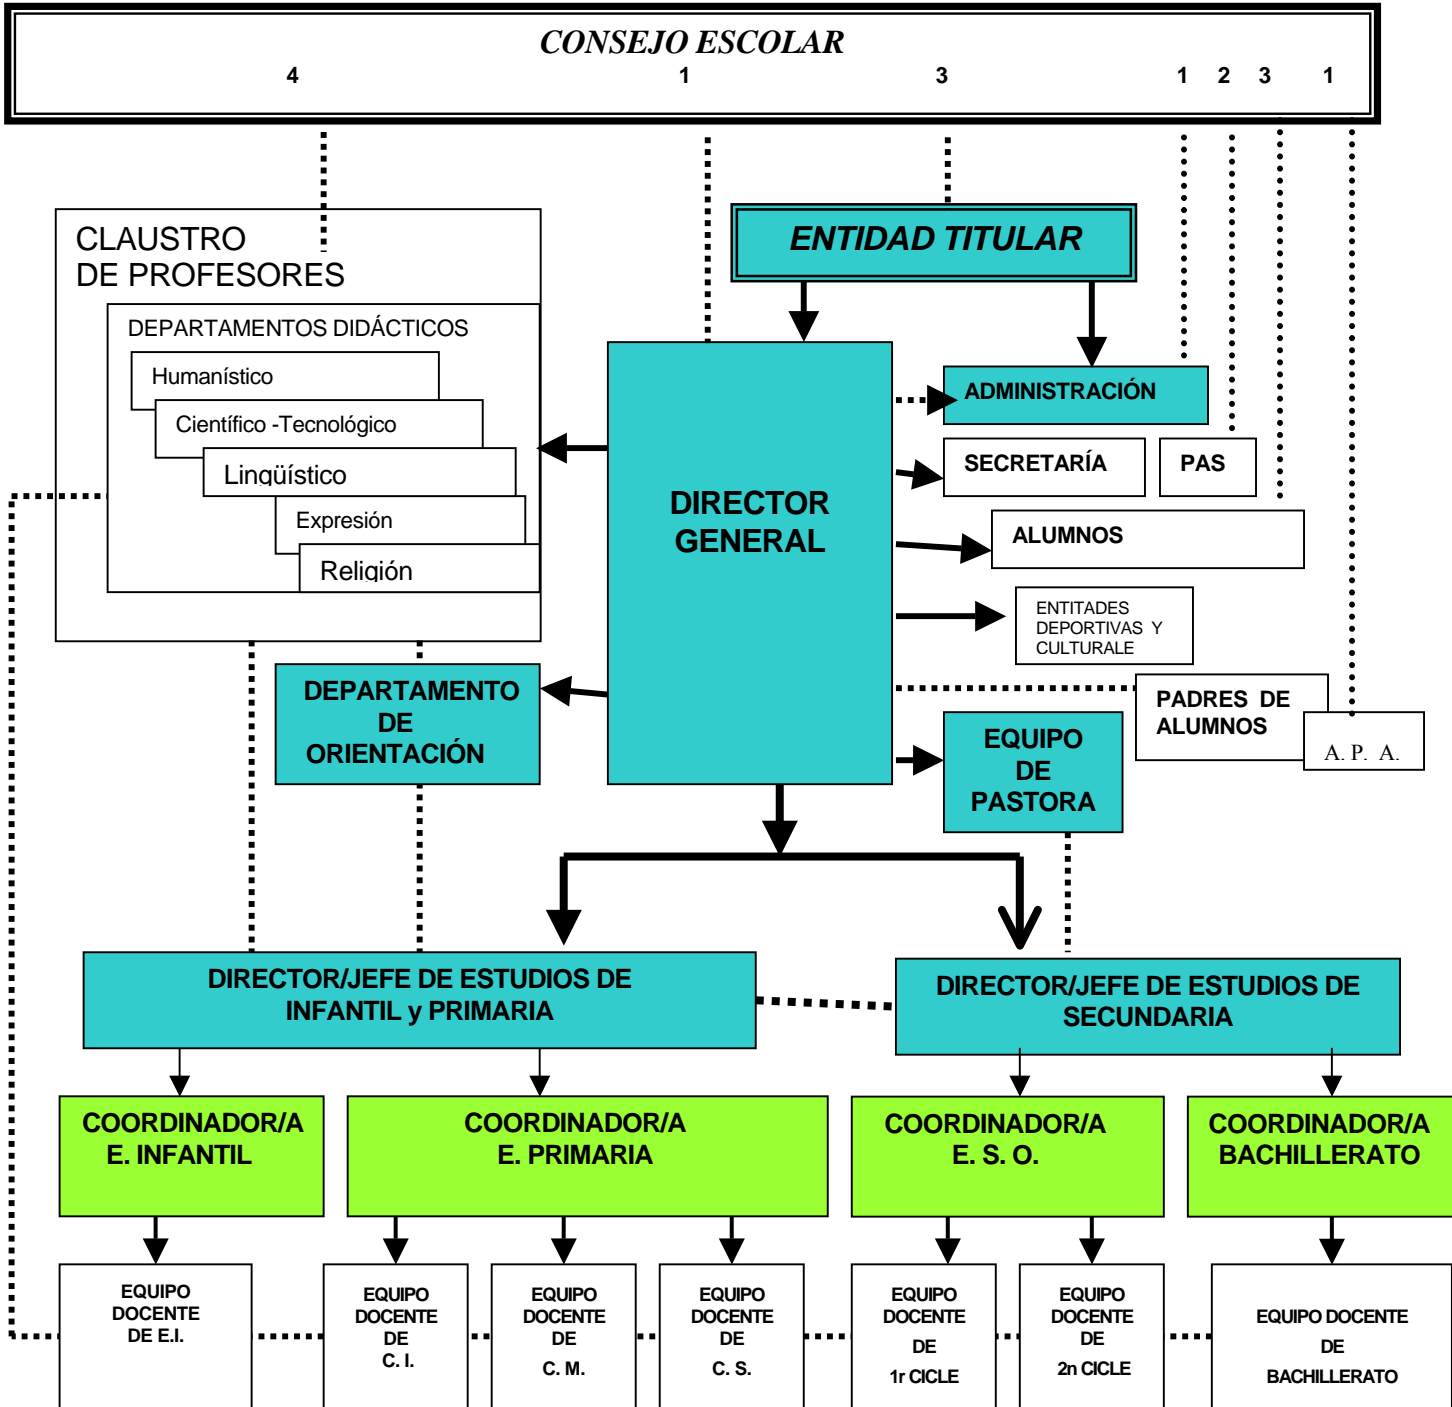 CONSEJO ESCOLAR
4 1 3 1 2 3 1
CLAUSTRO
DE PROFESORES
DEPARTAMENTOS DIDÁCTICOS
Humanístico
Científico -Tecnológico
Lingüístico
Expresión
Religión
ENTIDAD TITULAR
DIRECTOR
GENERAL
ADMINISTRACIÓN
SECRETARÍA
PAS
ALUMNOS
ENTITADES
DEPORTIVAS Y
CULTURALE
PADRES DE
ALUMNOS
A. P. A.
DEPARTAMENTO
DE
ORIENTACIÓN
EQUIPO
DE
PASTORA
DIRECTOR/JEFE DE ESTUDIOS DE
INFANTIL y PRIMARIA
DIRECTOR/JEFE DE ESTUDIOS DE
SECUNDARIA
COORDINADOR/A
E. INFANTIL
COORDINADOR/A
E. PRIMARIA
COORDINADOR/A
E. S. O.
COORDINADOR/A
BACHILLERATO
EQUIPO
DOCENTE
DE E.I.
EQUIPO
DOCENTE
DE
C. I.
EQUIPO
DOCENTE
DE
C. M.
EQUIPO
DOCENTE
DE
C. S.
EQUIPO
DOCENTE
DE
1r CICLE
EQUIPO
DOCENTE
DE
2n CICLE
EQUIPO DOCENTE
DE
BACHILLERATO